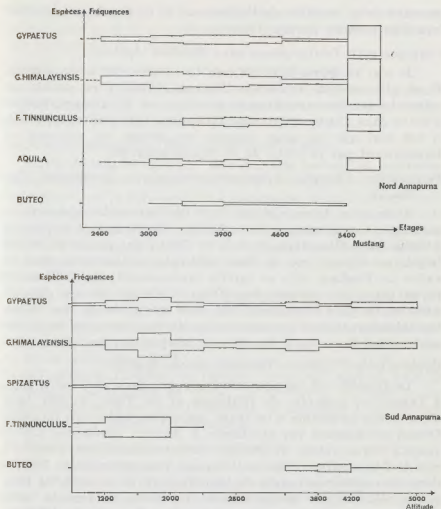 Espèces Fréquences
GYPAETUS
G.HIMALAYENSIS
F. TINNUNCULUS
AQUILA
Nord Annapurna
BUTEO
Etages
2400 3000 3900 4600 5400
Mustang
Espèces Fréquences
GYPAETUS
G.HIMALAYENSIS
SPIZAETUS
Sud Annapurna
F.TINNUNCULUS
BUTEO
1300 2000 2800 3800 4200 5000
Altitude